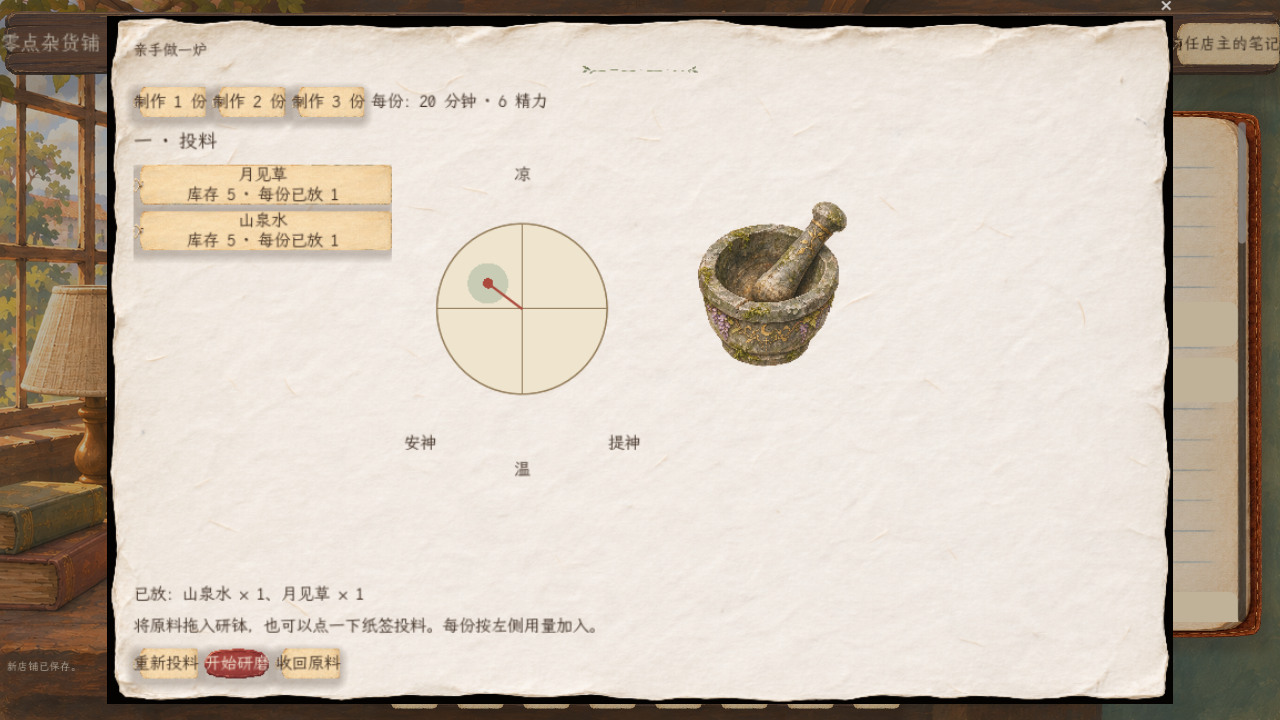 零点杂货铺
任店主的笔记
×
亲手做一炉
制作 1 份 制作 2 份 制作 3 份 每份：20 分钟 · 6 精力
一 · 投料
月见草
库存 5 · 每份已放 1
山泉水
库存 5 · 每份已放 1
凉
安神
提神
温
已放：山泉水 × 1、月见草 × 1
将原料拖入研钵，也可以点一下纸签投料。每份按左侧用量加入。
重新投料 开始研磨 收回原料
新店铺已保存。